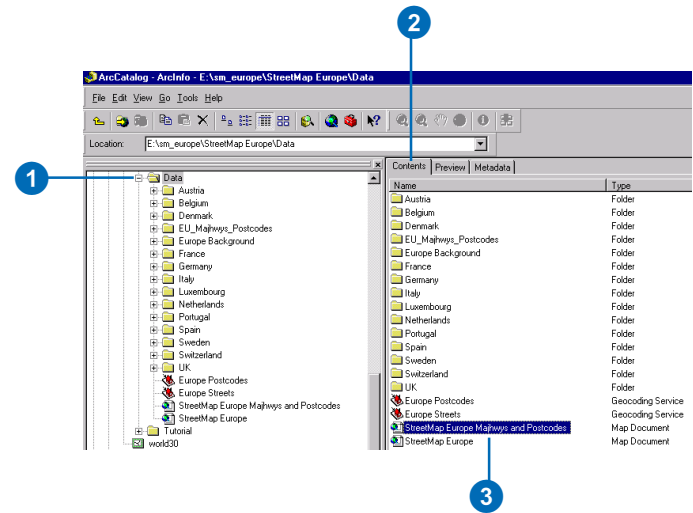 2
ArcCatalog - ArcInfo - E:\sm_europe\StreetMap Europe\Data
File Edit View Go Tools Help
Location: E:\sm_europe\StreetMap Europe\Data
1
Data
Austria
Belgium
Denmark
EU_Majhwys_Postcodes
Europe Background
France
Germany
Italy
Luxembourg
Netherlands
Portugal
Spain
Sweden
Switzerland
UK
Europe Postcodes
Europe Streets
StreetMap Europe Majhwys and Postcodes
StreetMap Europe
Tutorial
world30
Contents Preview Metadata
Name Type
Austria Folder
Belgium Folder
Denmark Folder
EU_Majhwys_Postcodes Folder
Europe Background Folder
France Folder
Germany Folder
Italy Folder
Luxembourg Folder
Netherlands Folder
Portugal Folder
Spain Folder
Sweden Folder
Switzerland Folder
UK Folder
Europe Postcodes Geocoding Service
Europe Streets Geocoding Service
StreetMap Europe Majhwys and Postcodes Map Document
StreetMap Europe Map Document
3